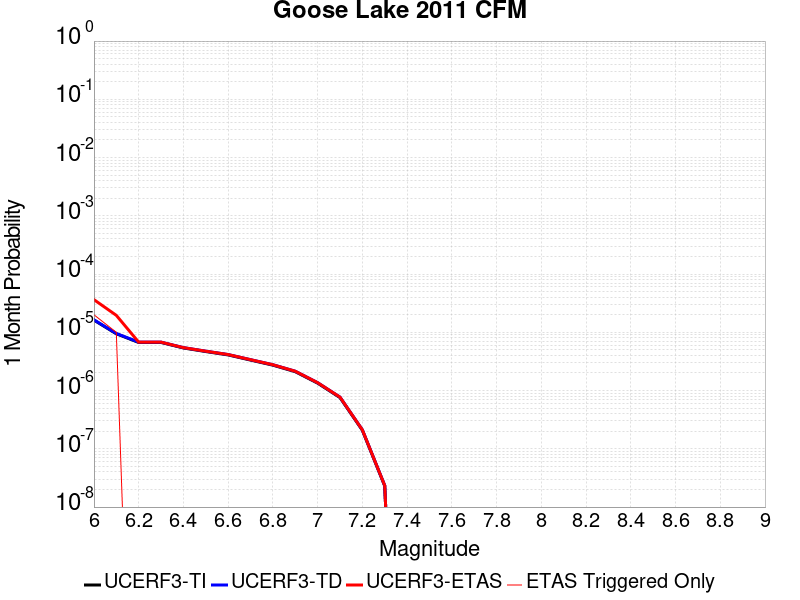 Goose Lake 2011 CFM
10^0
10^-1
10^-2
10^-3
10^-4
10^-5
10^-6
10^-7
10^-8
1 Month Probability
6 6.2 6.4 6.6 6.8 7 7.2 7.4 7.6 7.8 8 8.2 8.4 8.6 8.8 9
Magnitude
UCERF3-TI UCERF3-TD UCERF3-ETAS ETAS Triggered Only